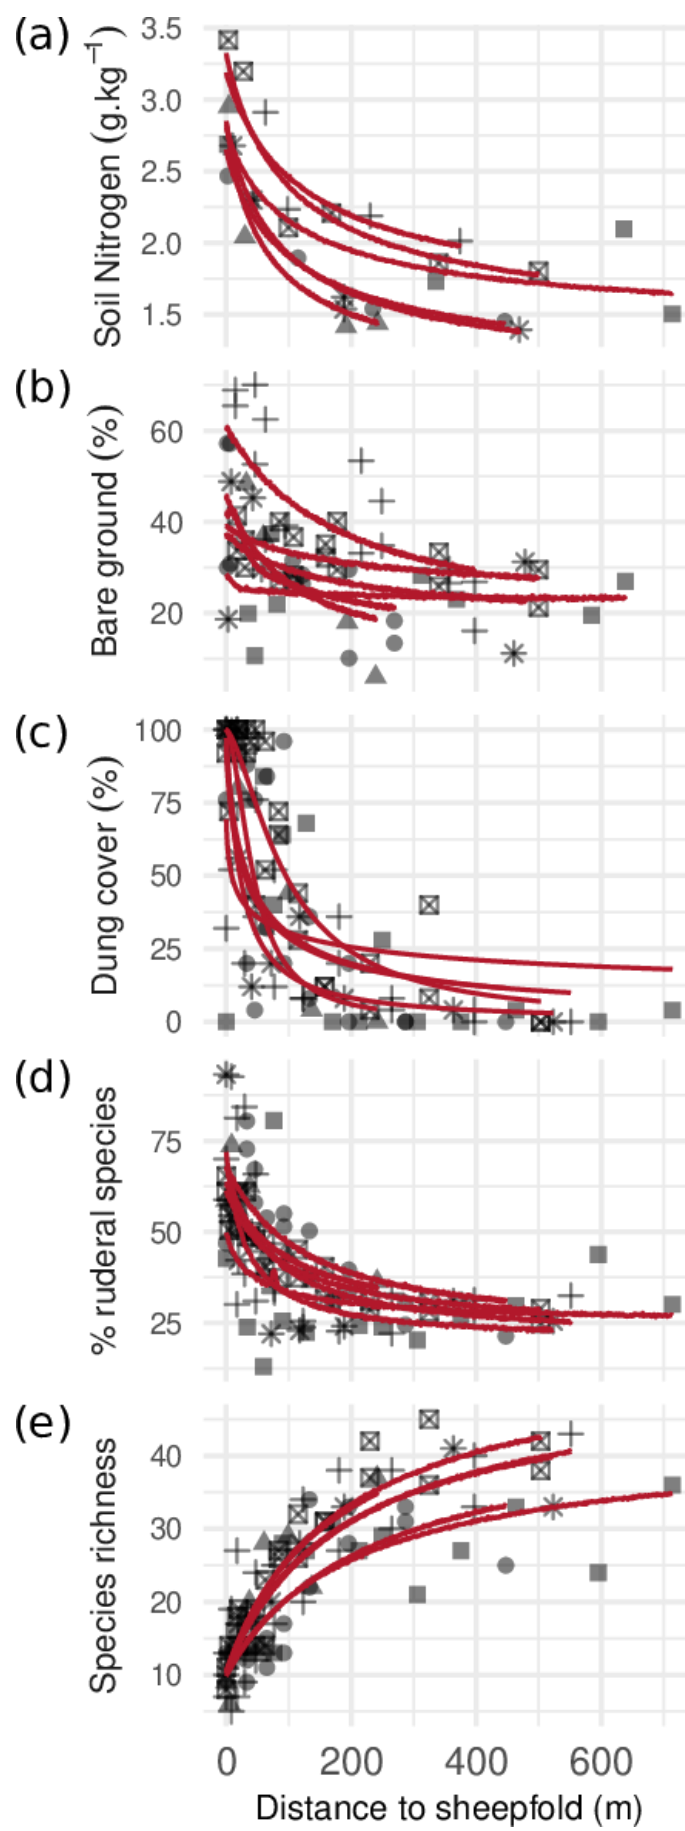 (a)
Soil Nitrogen (g.kg⁻¹)
3.5
3.0
2.5
2.0
1.5
(b)
Bare ground (%)
60
40
20
(c)
Dung cover (%)
100
75
50
25
0
(d)
% ruderal species
75
50
25
(e)
Species richness
40
30
20
10
0 200 400 600
Distance to sheepfold (m)